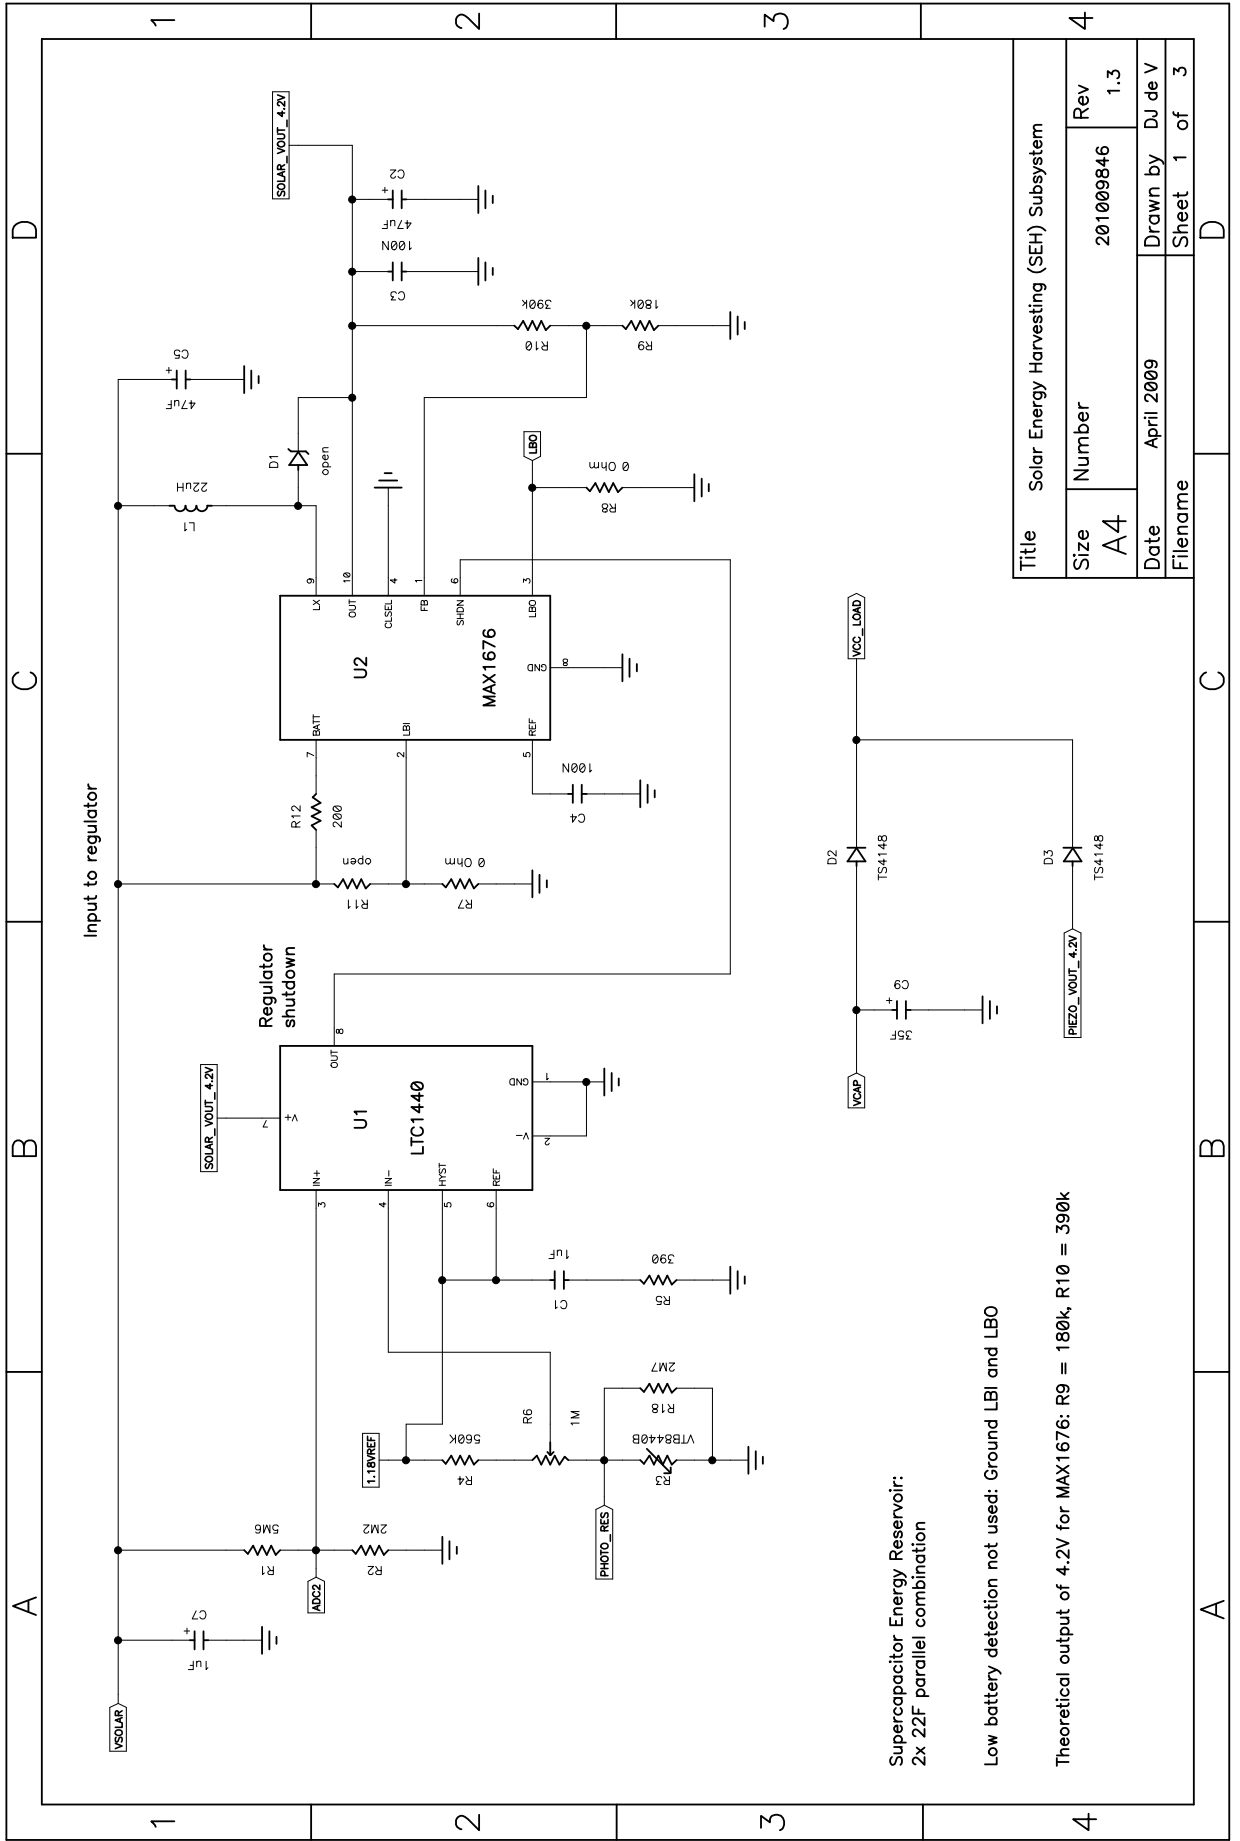 1
2
3
4
A
B
C
D
VSOLAR
C7
+
1uF
R1
5M6
ADC2
R2
2M2
1.18VREF
R4
560K
R6
1M
PHOTO_RES
R3
VTB8440B
R18
2M7
C1
1uF
R5
390
SOLAR_VOUT_4.2V
IN+
3
IN-
4
HYST
5
REF
6
V+
7
U1
LTC1440
OUT
8
GND
1
V-
2
Regulator
shutdown
Input to regulator
R12
200
R11
open
R7
0 Ohm
C4
100N
BATT
7
LBI
2
REF
5
U2
MAX1676
GND
8
LX
9
OUT
10
CLSEL
4
FB
1
SHDN
6
LBO
3
L1
22uH
D1
open
C5
+
47uF
LBO
R8
0 Ohm
R10
390k
R9
180k
C3
100N
C2
+
47uF
SOLAR_VOUT_4.2V
VCAP
C9
+
35F
D2
TS4148
VCC_LOAD
PIEZO_VOUT_4.2V
D3
TS4148
Supercapacitor Energy Reservoir:
2x 22F parallel combination
Low battery detection not used: Ground LBI and LBO
Theoretical output of 4.2V for MAX1676: R9 = 180k, R10 = 390k
Title Solar Energy Harvesting (SEH) Subsystem
Size Number Rev
A4 201009846 1.3
Date April 2009 Drawn by DJ de V
Filename Sheet 1 of 3
1
2
3
4
A
B
C
D